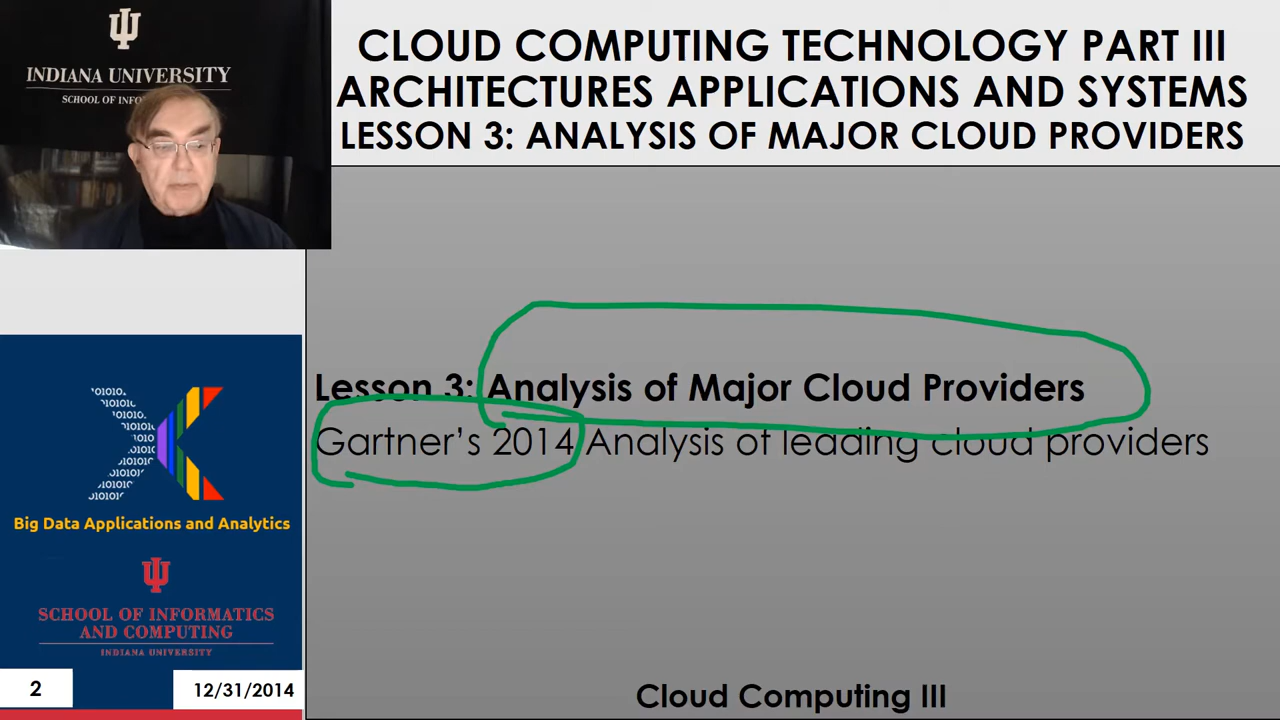 INDIANA UNIVERSITY
SCHOOL OF
CLOUD COMPUTING TECHNOLOGY PART III
ARCHITECTURES APPLICATIONS AND SYSTEMS
LESSON 3: ANALYSIS OF MAJOR CLOUD PROVIDERS
Lesson 3: Analysis of Major Cloud Providers
Gartner's 2014 Analysis of leading cloud providers
Big Data Applications and Analytics
SCHOOL OF INFORMATICS
AND COMPUTING
INDIANA UNIVERSITY
2
12/31/2014
Cloud Computing III